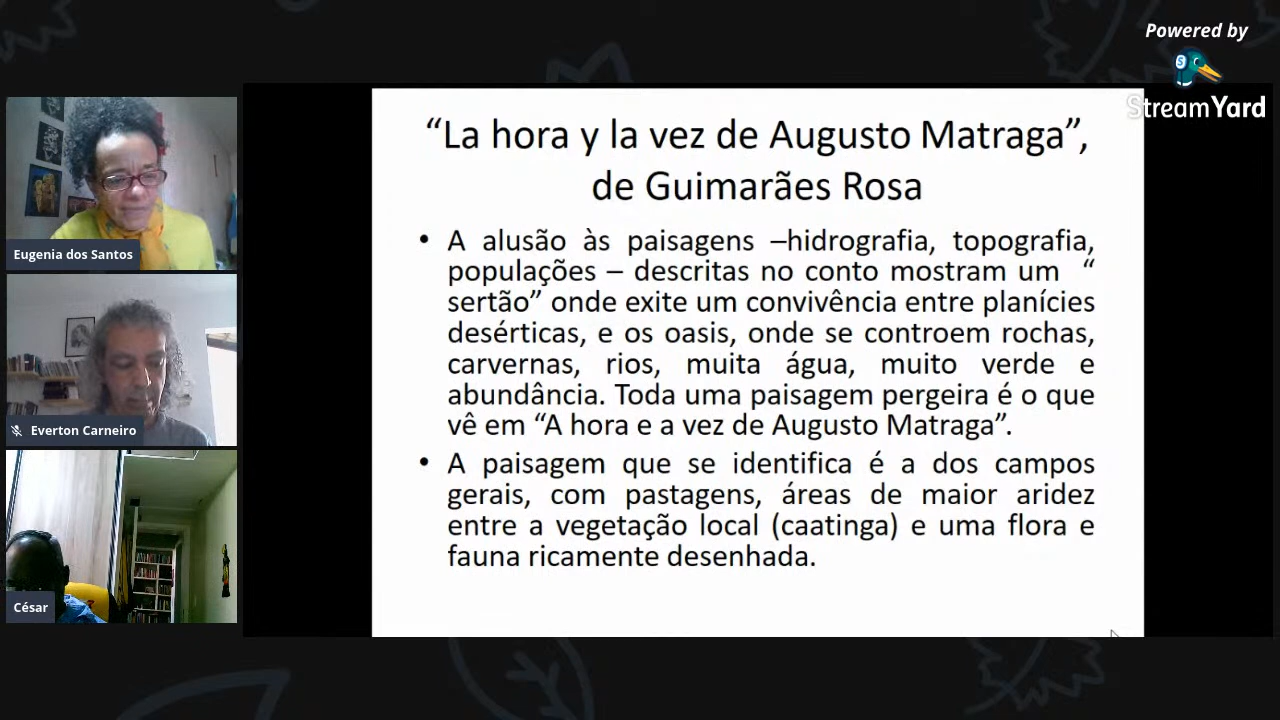 Powered by
StreamYard
Eugenia dos Santos
Everton Carneiro
César
“La hora y la vez de Augusto Matraga”,
de Guimarães Rosa
• A alusão às paisagens –hidrografia, topografia,
populações – descritas no conto mostram um “
sertão” onde exite um convivência entre planícies
desérticas, e os oasis, onde se controem rochas,
carvernas, rios, muita água, muito verde e
abundância. Toda uma paisagem pergeira é o que
vê em “A hora e a vez de Augusto Matraga”.
• A paisagem que se identifica é a dos campos
gerais, com pastagens, áreas de maior aridez
entre a vegetação local (caatinga) e uma flora e
fauna ricamente desenhada.